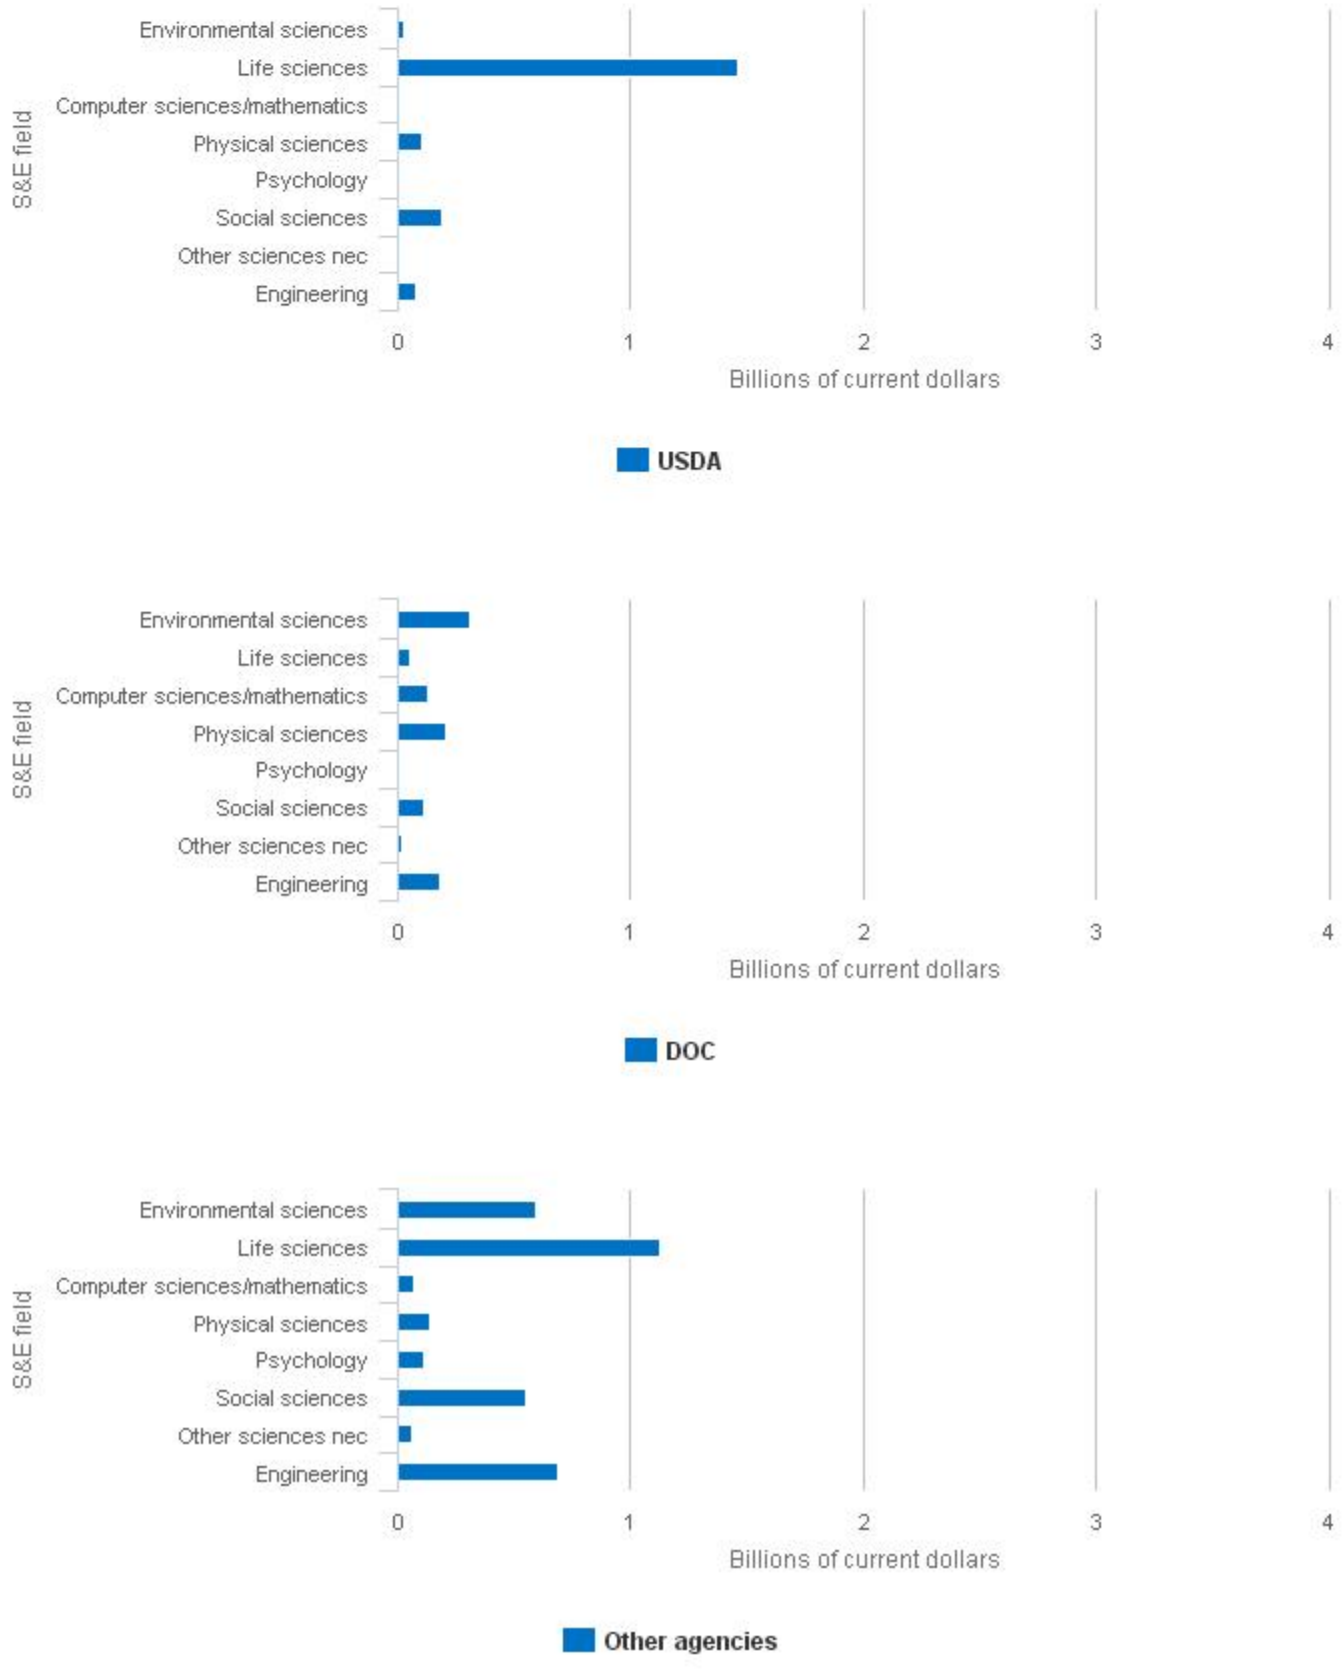 Environmental sciences
Life sciences
Computer sciences/mathematics
Physical sciences
Psychology
Social sciences
Other sciences nec
Engineering
S&E field
0 1 2 3 4
Billions of current dollars
USDA
Environmental sciences
Life sciences
Computer sciences/mathematics
Physical sciences
Psychology
Social sciences
Other sciences nec
Engineering
S&E field
0 1 2 3 4
Billions of current dollars
DOC
Environmental sciences
Life sciences
Computer sciences/mathematics
Physical sciences
Psychology
Social sciences
Other sciences nec
Engineering
S&E field
0 1 2 3 4
Billions of current dollars
Other agencies